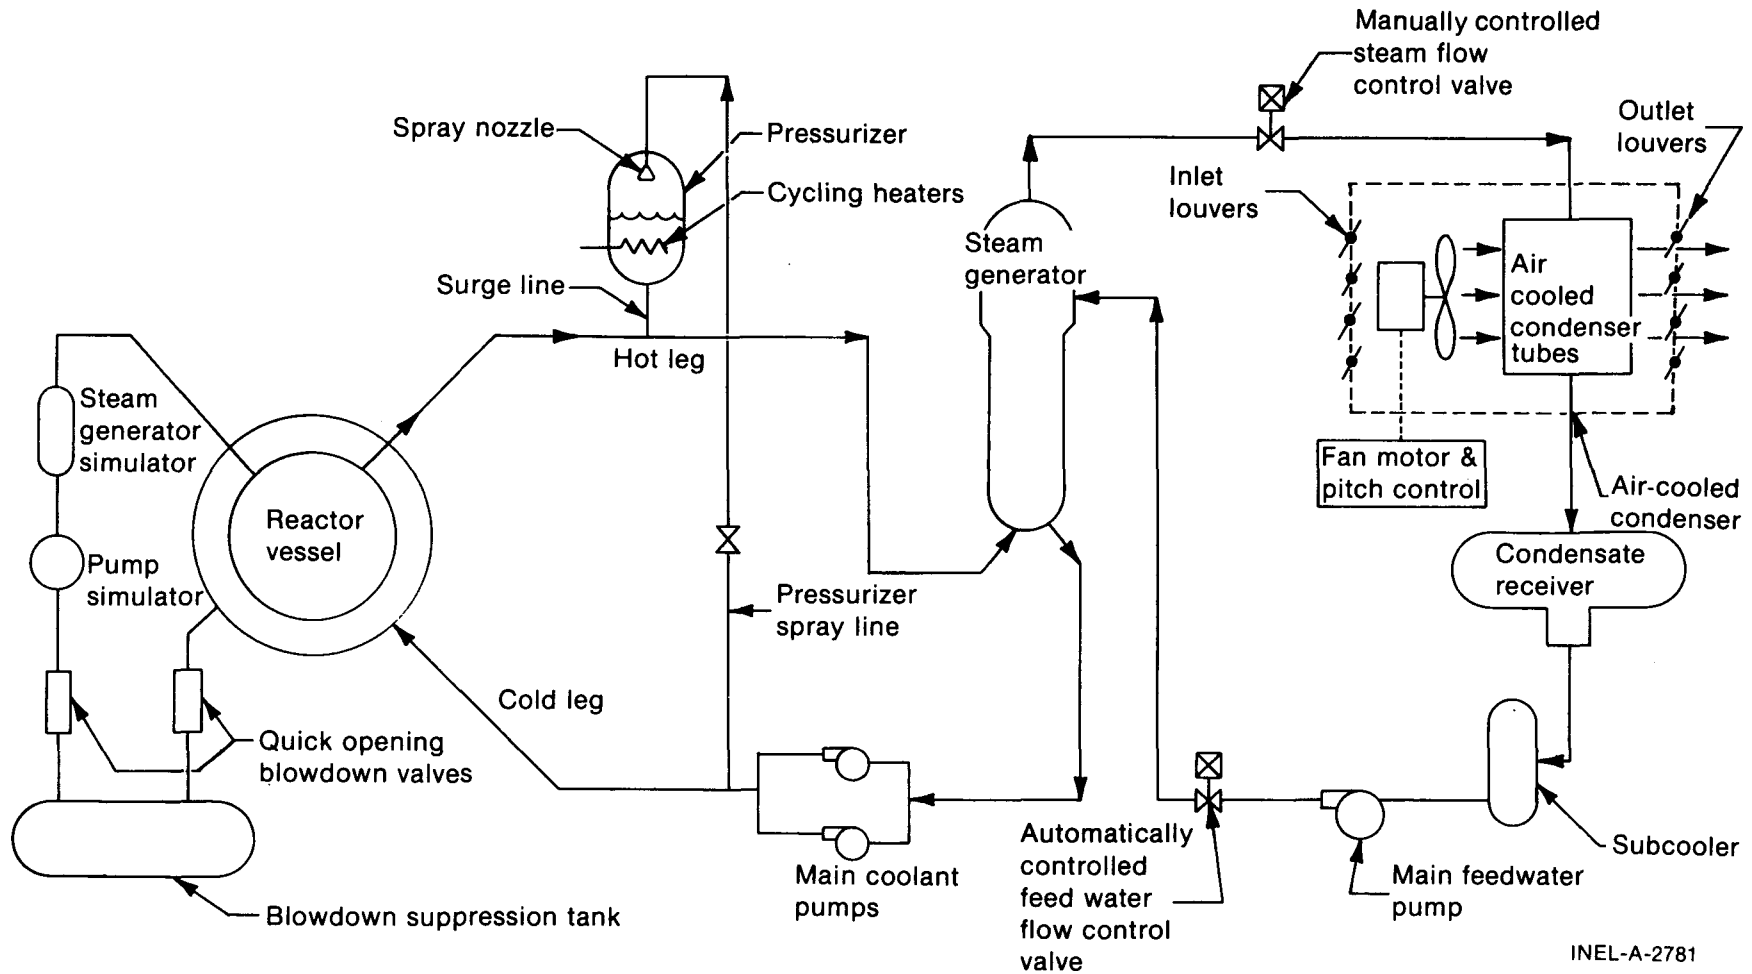 Manually controlled
steam flow
control valve
Outlet
louvers
Spray nozzle
Pressurizer
Inlet
louvers
Cycling heaters
Steam
generator
Air
cooled
condenser
tubes
Surge line
Hot leg
Steam
generator
simulator
Fan motor &
pitch control
Air-cooled
condenser
Reactor
vessel
Condensate
receiver
Pump
simulator
Pressurizer
spray line
Cold leg
Quick opening
blowdown valves
Automatically
controlled
feed water
flow control
valve
Subcooler
Main coolant
pumps
Main feedwater
pump
Blowdown suppression tank
INEL-A-2781